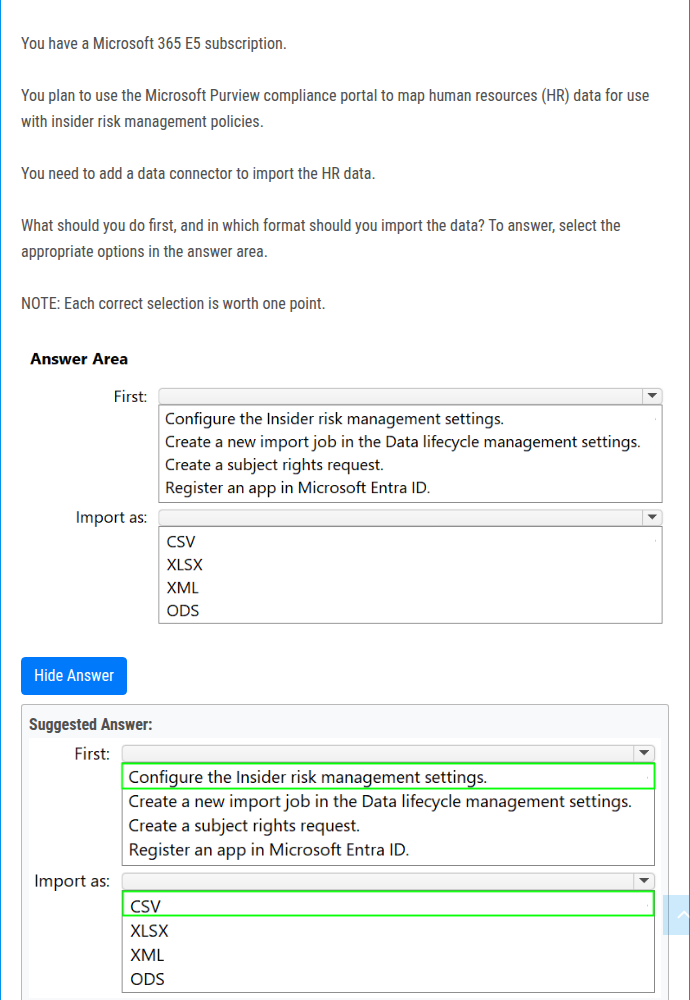 You have a Microsoft 365 E5 subscription.
You plan to use the Microsoft Purview compliance portal to map human resources (HR) data for use
with insider risk management policies.
You need to add a data connector to import the HR data.
What should you do first, and in which format should you import the data? To answer, select the
appropriate options in the answer area.
NOTE: Each correct selection is worth one point.
Answer Area
First:
Configure the Insider risk management settings.
Create a new import job in the Data lifecycle management settings.
Create a subject rights request.
Register an app in Microsoft Entra ID.
Import as:
CSV
XLSX
XML
ODS
Hide Answer
Suggested Answer:
First:
Configure the Insider risk management settings.
Create a new import job in the Data lifecycle management settings.
Create a subject rights request.
Register an app in Microsoft Entra ID.
Import as:
CSV
XLSX
XML
ODS